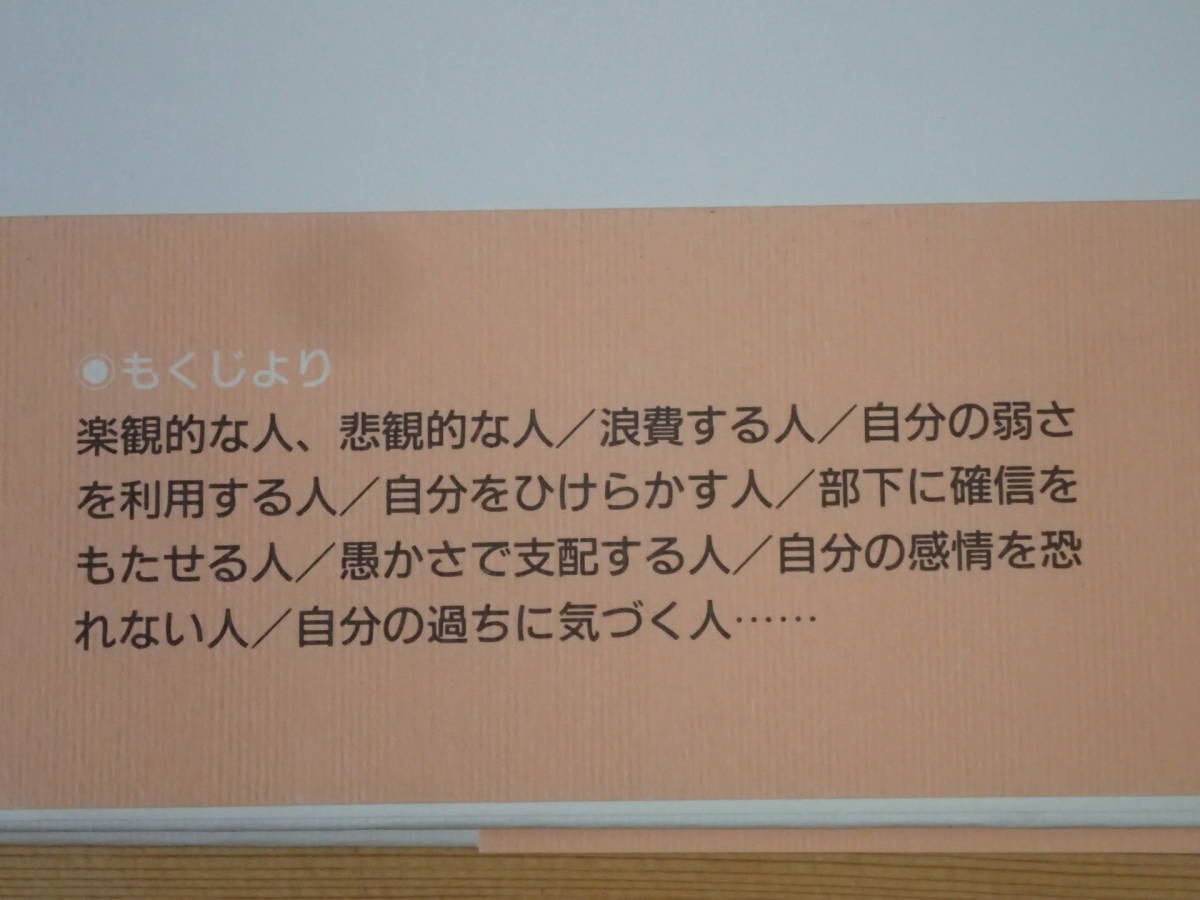 ◉もくじより
楽観的な人、悲観的な人／浪費する人／自分の弱さ
を利用する人／自分をひけらかす人／部下に確信を
もたせる人／愚かさで支配する人／自分の感情を恐
れない人／自分の過ちに気づく人……